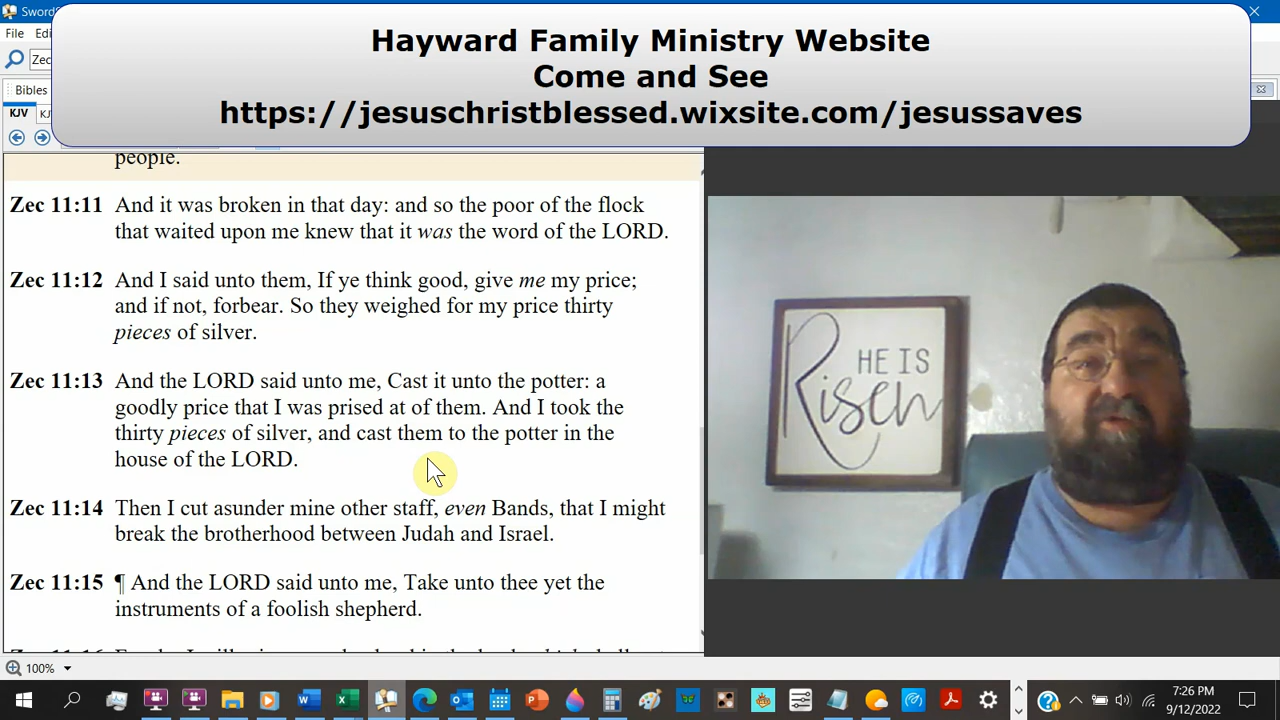 SwordS
Hayward Family Ministry Website
Come and See
https://jesuschristblessed.wixsite.com/jesussaves
File
Bibles
KJV
people.
Zec 11:11 And it was broken in that day: and so the poor of the flock
that waited upon me knew that it was the word of the LORD.
Zec 11:12 And I said unto them, If ye think good, give me my price;
and if not, forbear. So they weighed for my price thirty
pieces of silver.
Zec 11:13 And the LORD said unto me, Cast it unto the potter: a
goodly price that I was prised at of them. And I took the
thirty pieces of silver, and cast them to the potter in the
house of the LORD.
Zec 11:14 Then I cut asunder mine other staff, even Bands, that I might
break the brotherhood between Judah and Israel.
Zec 11:15 ¶ And the LORD said unto me, Take unto thee yet the
instruments of a foolish shepherd.
HE IS
Risen
100%
7:26 PM
9/12/2022